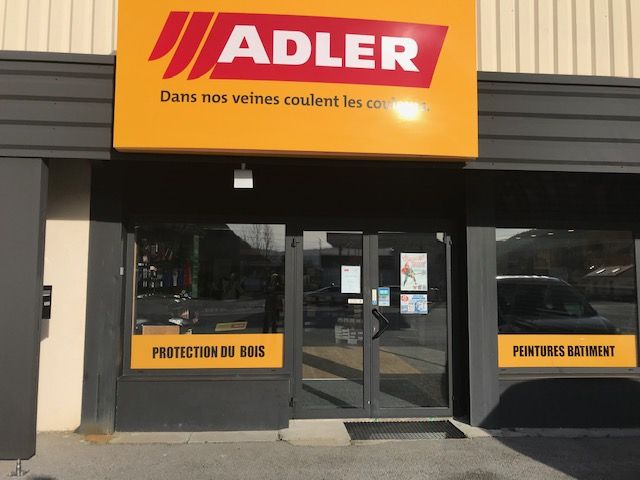 ADLER
Dans nos veines coulent les couleurs.
PROTECTION DU BOIS
PEINTURES BATIMENT